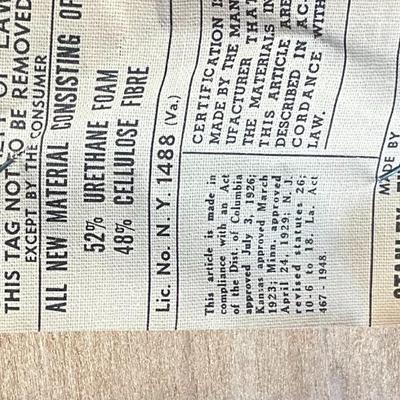 OF LAW
THIS TAG NOT TO BE REMOVED
EXCEPT BY THE CONSUMER
ALL NEW MATERIAL CONSISTING OF
52% URETHANE FOAM
48% CELLULOSE FIBRE
Lic. No. N. Y. 1488 (Va.)
This article is made in
compliance with an Act
of the Dist. of Columbia
approved July 3, 1926;
Kansas approved March
1923; Minn. approved
April 24, 1929; N. J.
revised statutes 26;
10-6 to 18. La. Act
467-1948.
CERTIFICATION IS
MADE BY THE MAN-
UFACTURER THAT
THE MATERIALS IN
THIS ARTICLE ARE
DESCRIBED IN AC-
CORDANCE WITH
LAW.
MADE BY
STANLEY